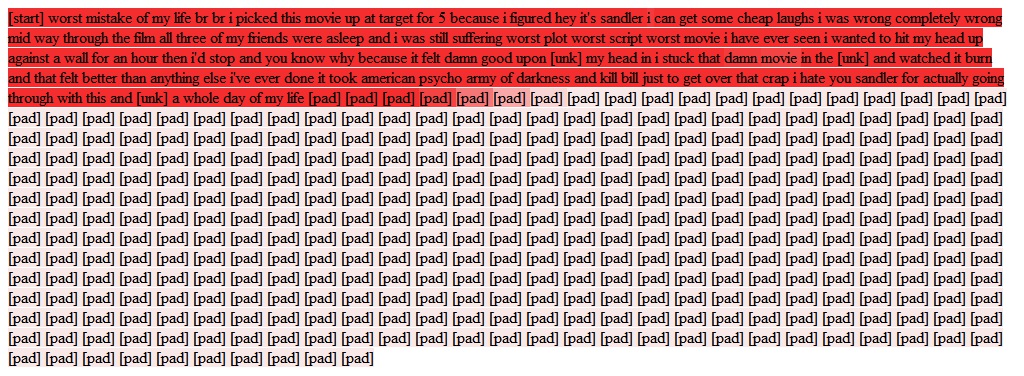 [start] worst mistake of my life br br i picked this movie up at target for 5 because i figured hey it's sandler i can get some cheap laughs i was wrong completely wrong
mid way through the film all three of my friends were asleep and i was still suffering worst plot worst script worst movie i have ever seen i wanted to hit my head up
against a wall for an hour then i'd stop and you know why because it felt damn good upon [unk] my head in i stuck that damn movie in the [unk] and watched it burn
and that felt better than anything else i've ever done it took american psycho army of darkness and kill bill just to get over that crap i hate you sandler for actually going
through with this and [unk] a whole day of my life [pad] [pad] [pad] [pad] [pad] [pad] [pad] [pad] [pad] [pad] [pad] [pad] [pad] [pad] [pad] [pad] [pad] [pad] [pad]
[pad] [pad] [pad] [pad] [pad] [pad] [pad] [pad] [pad] [pad] [pad] [pad] [pad] [pad] [pad] [pad] [pad] [pad] [pad] [pad] [pad] [pad] [pad] [pad] [pad] [pad] [pad]
[pad] [pad] [pad] [pad] [pad] [pad] [pad] [pad] [pad] [pad] [pad] [pad] [pad] [pad] [pad] [pad] [pad] [pad] [pad] [pad] [pad] [pad] [pad] [pad] [pad] [pad] [pad]
[pad] [pad] [pad] [pad] [pad] [pad] [pad] [pad] [pad] [pad] [pad] [pad] [pad] [pad] [pad] [pad] [pad] [pad] [pad] [pad] [pad] [pad] [pad] [pad] [pad] [pad] [pad]
[pad] [pad] [pad] [pad] [pad] [pad] [pad] [pad] [pad] [pad] [pad] [pad] [pad] [pad] [pad] [pad] [pad] [pad] [pad] [pad] [pad] [pad] [pad] [pad] [pad] [pad] [pad]
[pad] [pad] [pad] [pad] [pad] [pad] [pad] [pad] [pad] [pad] [pad] [pad] [pad] [pad] [pad] [pad] [pad] [pad] [pad] [pad] [pad] [pad] [pad] [pad] [pad] [pad] [pad]
[pad] [pad] [pad] [pad] [pad] [pad] [pad] [pad] [pad] [pad] [pad] [pad] [pad] [pad] [pad] [pad] [pad] [pad] [pad] [pad] [pad] [pad] [pad] [pad] [pad] [pad] [pad]
[pad] [pad] [pad] [pad] [pad] [pad] [pad] [pad] [pad] [pad] [pad] [pad] [pad] [pad] [pad] [pad] [pad] [pad] [pad] [pad] [pad] [pad] [pad] [pad] [pad] [pad] [pad]
[pad] [pad] [pad] [pad] [pad] [pad] [pad] [pad] [pad] [pad] [pad] [pad] [pad] [pad] [pad] [pad] [pad] [pad] [pad] [pad] [pad] [pad] [pad] [pad] [pad] [pad] [pad]
[pad] [pad] [pad] [pad] [pad] [pad] [pad] [pad] [pad] [pad] [pad] [pad] [pad] [pad] [pad] [pad] [pad] [pad] [pad] [pad] [pad] [pad] [pad] [pad] [pad] [pad] [pad]
[pad] [pad] [pad] [pad] [pad] [pad] [pad] [pad] [pad] [pad] [pad] [pad] [pad] [pad] [pad] [pad] [pad] [pad] [pad] [pad] [pad] [pad] [pad] [pad] [pad] [pad] [pad]
[pad] [pad] [pad] [pad] [pad] [pad] [pad] [pad] [pad] [pad] [pad] [pad] [pad] [pad] [pad] [pad] [pad] [pad] [pad] [pad] [pad] [pad] [pad] [pad] [pad] [pad] [pad]
[pad] [pad] [pad] [pad] [pad] [pad] [pad] [pad] [pad] [pad] [pad] [pad] [pad] [pad] [pad] [pad] [pad] [pad] [pad] [pad] [pad] [pad] [pad] [pad] [pad] [pad] [pad]
[pad] [pad] [pad] [pad] [pad] [pad] [pad] [pad] [pad] [pad]